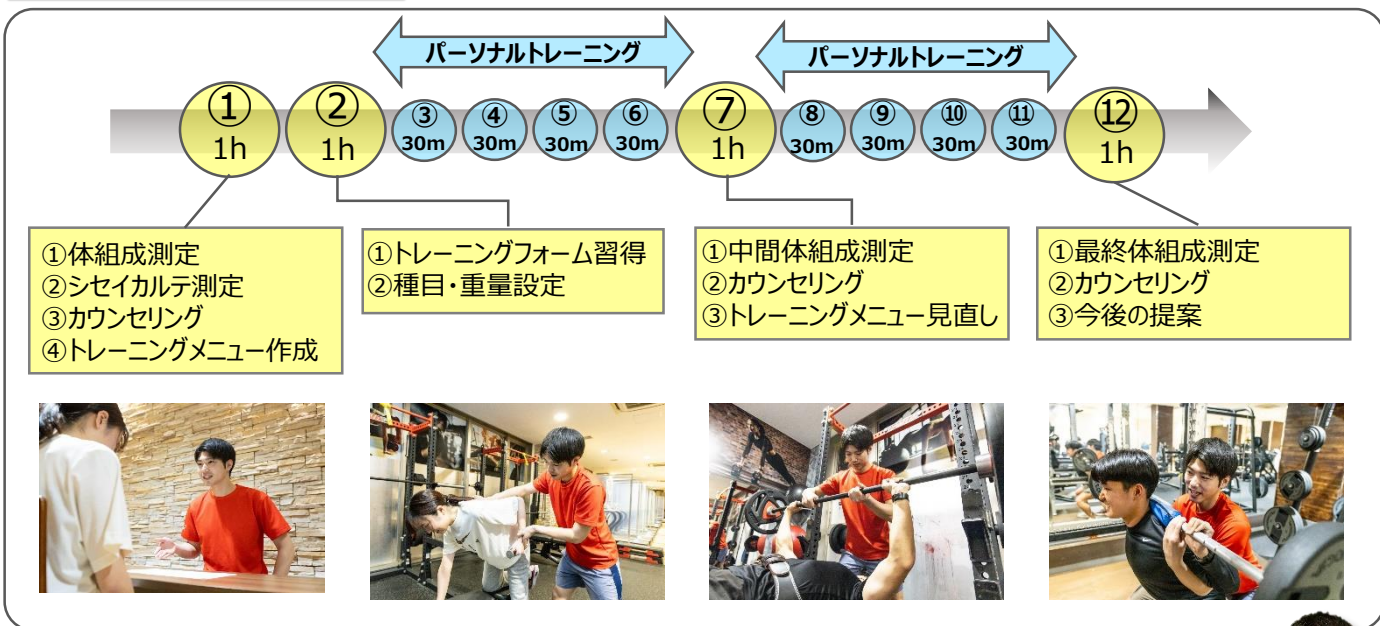 パーソナルトレーニング
パーソナルトレーニング
①
1h
②
1h
③
30m
④
30m
⑤
30m
⑥
30m
⑦
1h
⑧
30m
⑨
30m
⑩
30m
⑪
30m
⑫
1h
①体組成測定
②シセイカルテ測定
③カウンセリング
④トレーニングメニュー作成
①トレーニングフォーム習得
②種目・重量設定
①中間体組成測定
②カウンセリング
③トレーニングメニュー見直し
①最終体組成測定
②カウンセリング
③今後の提案